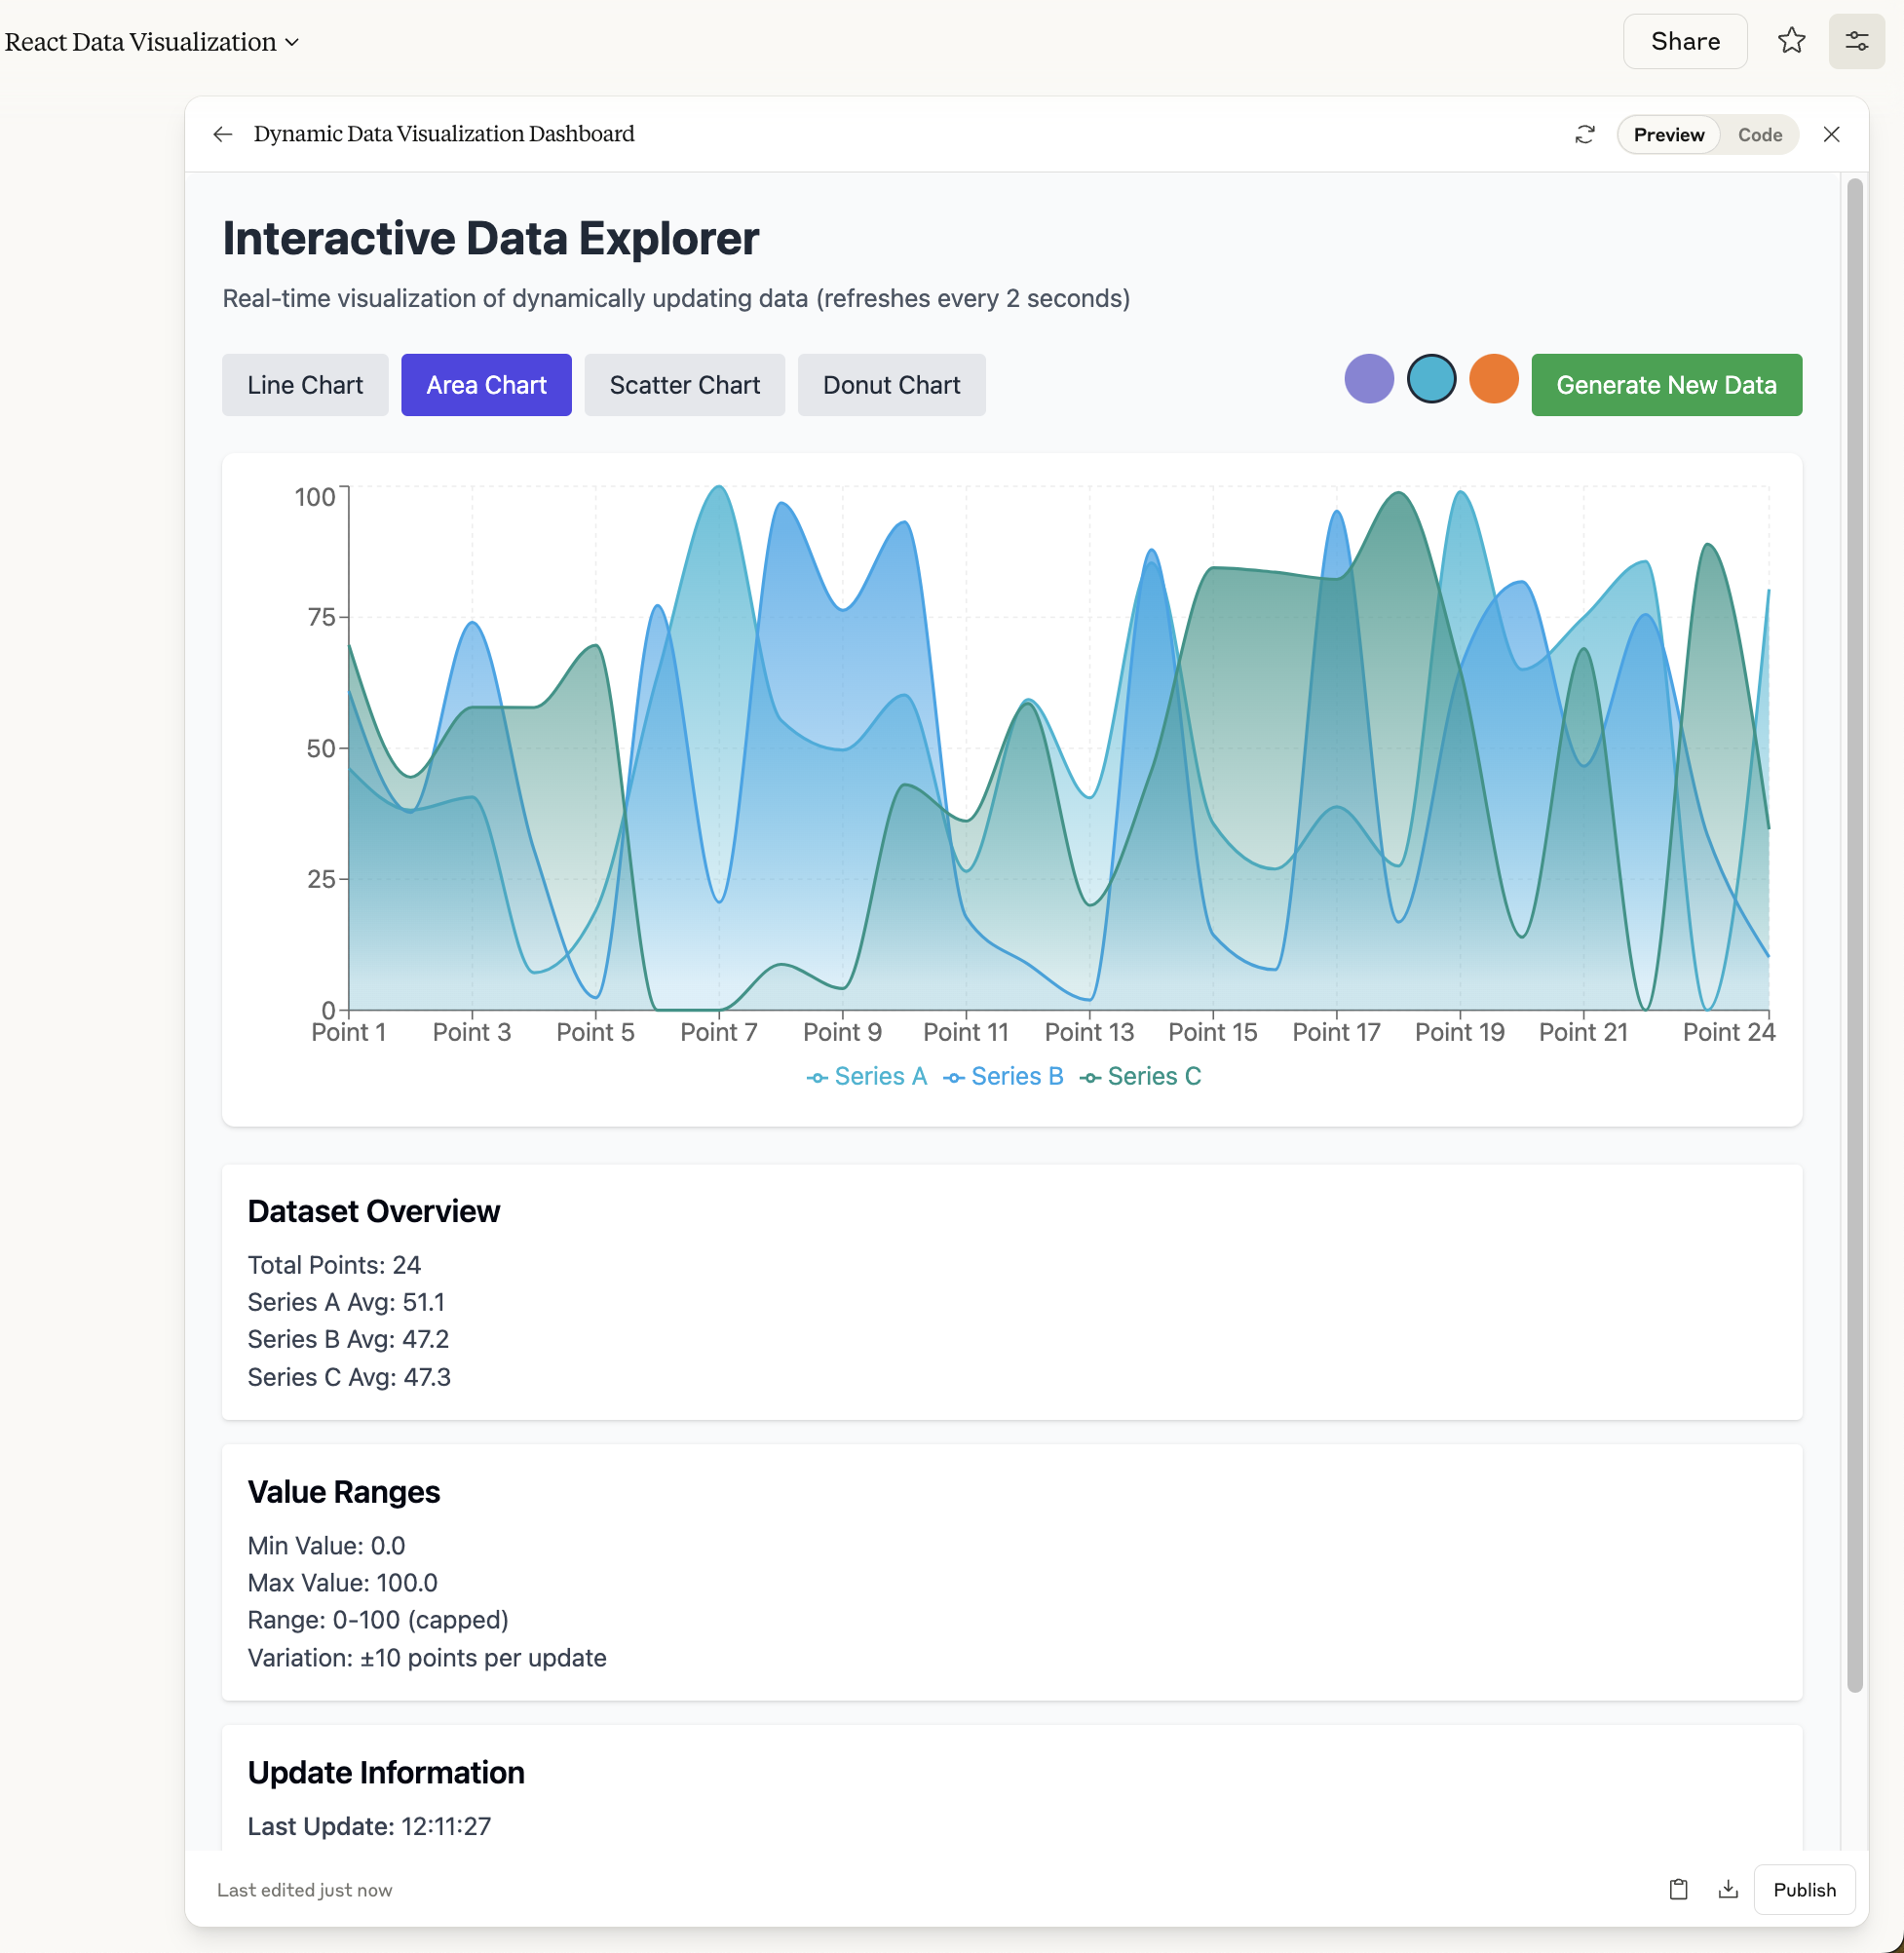 React Data Visualization
Share
Dynamic Data Visualization Dashboard
Preview
Code
Interactive Data Explorer
Real-time visualization of dynamically updating data (refreshes every 2 seconds)
Line Chart
Area Chart
Scatter Chart
Donut Chart
Generate New Data
100
75
50
25
0
Point 1 Point 3 Point 5 Point 7 Point 9 Point 11 Point 13 Point 15 Point 17 Point 19 Point 21 Point 24
Series A Series B Series C
Dataset Overview
Total Points: 24
Series A Avg: 51.1
Series B Avg: 47.2
Series C Avg: 47.3
Value Ranges
Min Value: 0.0
Max Value: 100.0
Range: 0-100 (capped)
Variation: ±10 points per update
Update Information
Last Update: 12:11:27
Last edited just now
Publish